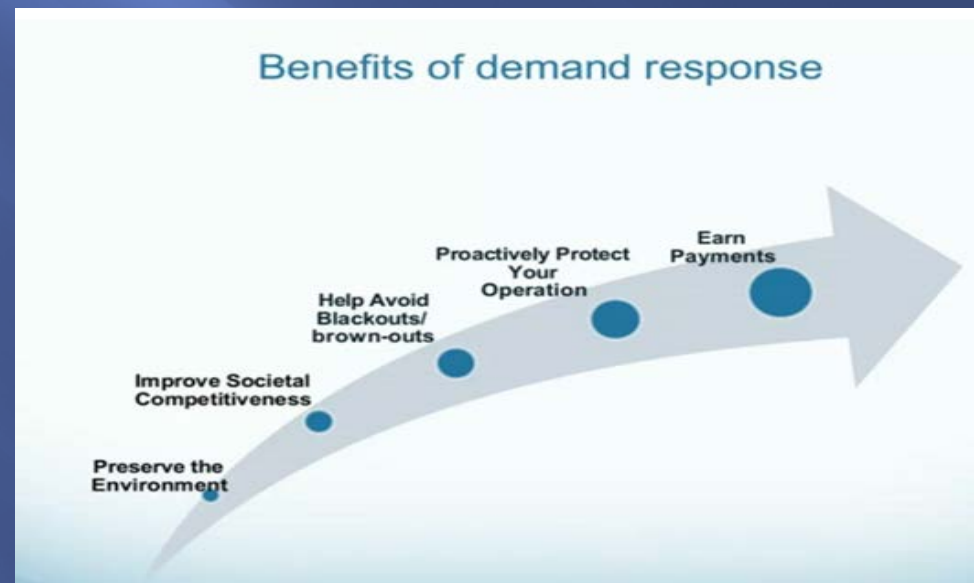 Benefits of demand response
Preserve the
Environment
Improve Societal
Competitiveness
Help Avoid
Blackouts/
brown-outs
Proactively Protect
Your
Operation
Earn
Payments